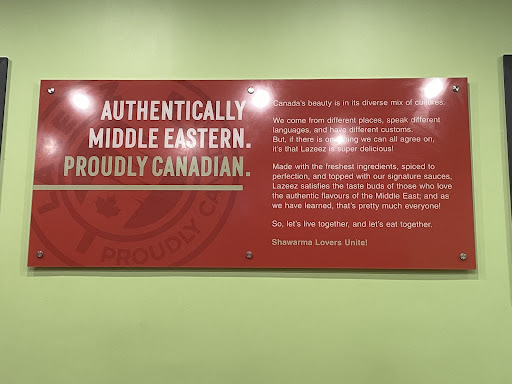 AUTHENTICALLY
MIDDLE EASTERN.
PROUDLY CANADIAN.
Canada's beauty is in its diverse mix of cultures.
We come from different places, speak different
languages, and have different customs.
But, if there is one thing we can all agree on,
it's that Lazeez is super delicious!
Made with the freshest ingredients, spiced to
perfection, and topped with our signature sauces,
Lazeez satisfies the taste buds of those who love
the authentic flavours of the Middle East; and as
we have learned, that's pretty much everyone!
So, let's live together, and let's eat together.
Shawarma Lovers Unite!
PROUDLY CA